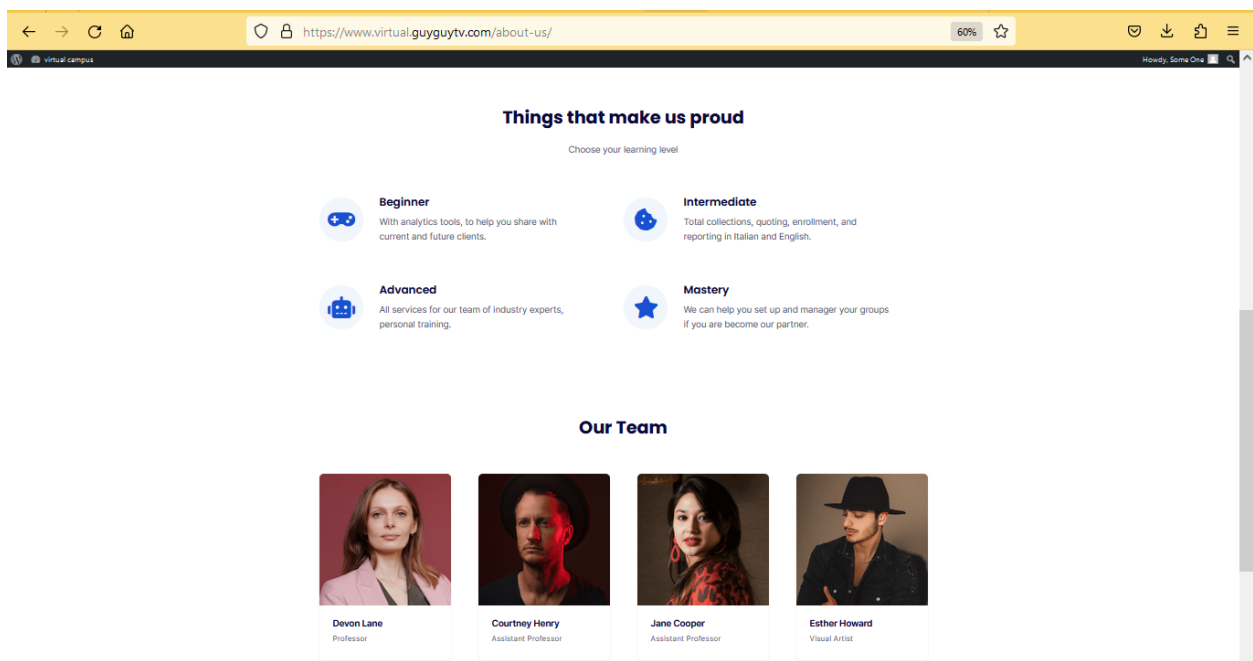 https://www.virtual.guyguytv.com/about-us/
60%
virtual campus
Howdy, Some One
Things that make us proud
Choose your learning level
Beginner
With analytics tools, to help you share with
current and future clients.
Intermediate
Total collections, quoting, enrollment, and
reporting in Italian and English.
Advanced
All services for our team of industry experts,
personal training.
Mastery
We can help you set up and manager your groups
if you are become our partner.
Our Team
Devon Lane
Professor
Courtney Henry
Assistant Professor
Jane Cooper
Assistant Professor
Esther Howard
Visual Artist